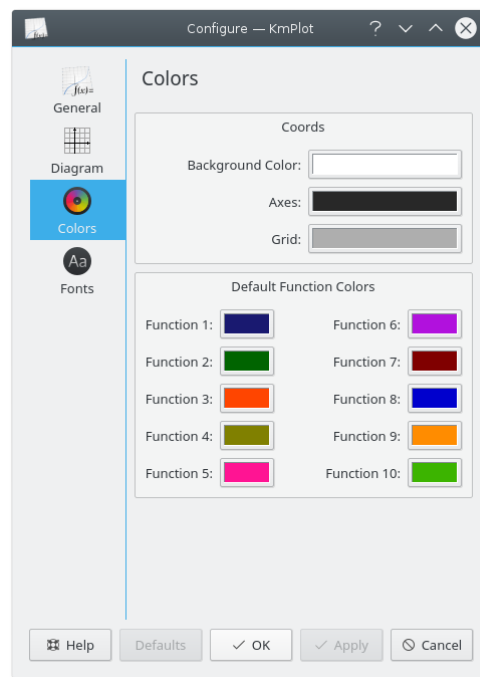 Configure — KmPlot
f(x)=
General
Diagram
Colors
Aa
Fonts
Colors
Coords
Background Color:
Axes:
Grid:
Default Function Colors
Function 1:
Function 6:
Function 2:
Function 7:
Function 3:
Function 8:
Function 4:
Function 9:
Function 5:
Function 10:
Help
Defaults
OK
Apply
Cancel